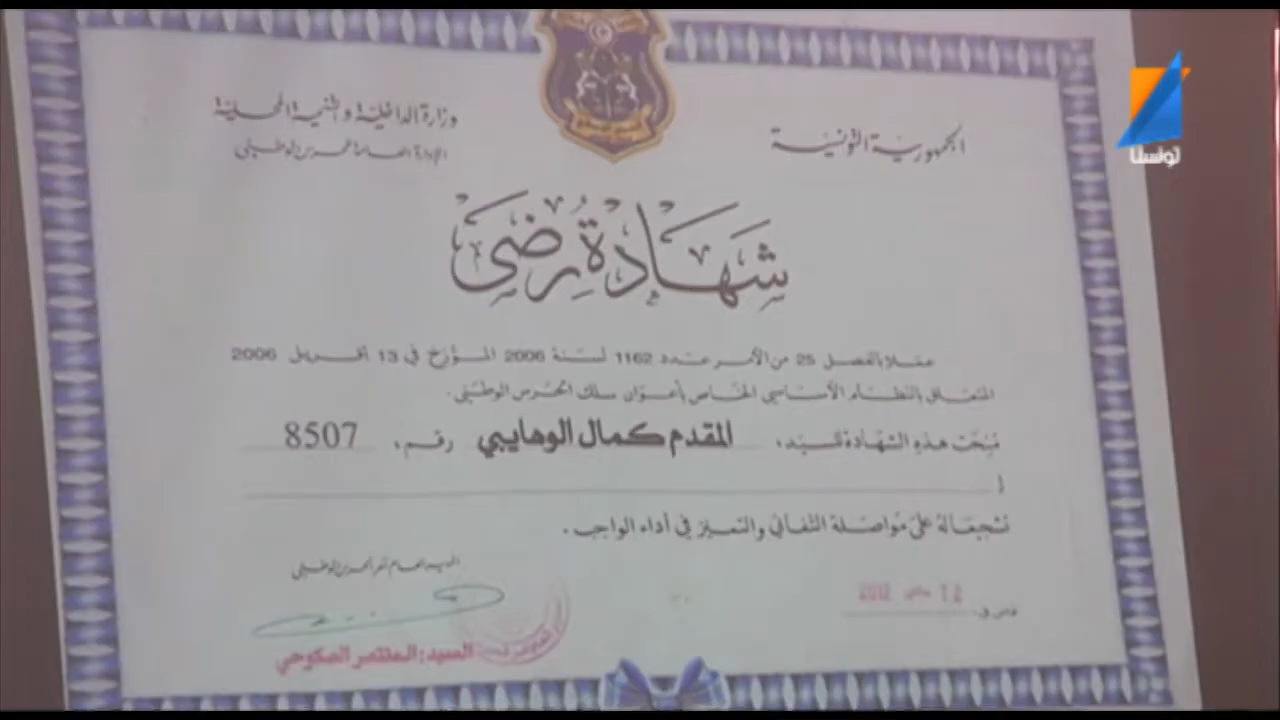 الجمهورية التونسية
وزارة الداخلية والتنمية المحلية
الإدارة العامة للحرس الوطني
شَهَادَةُ رِضَى
عملا بالفصل 25 من الأمر عدد 1162 لسنة 2006 المؤرخ في 13 أفريل 2006
المتعلق بالنظام الأساسي الخاص بأعوان سلك الحرس الوطني.
مُنِحَت هذه الشهادة للسيد، المقدم كمال الوهايبي رقم، 8507
تشجيعا له على مواصلة التفاني والتميز في أداء الواجب.
المدير العام للحرس الوطني
تونس في
السيد: المنتصر السكوحي
تونسنا